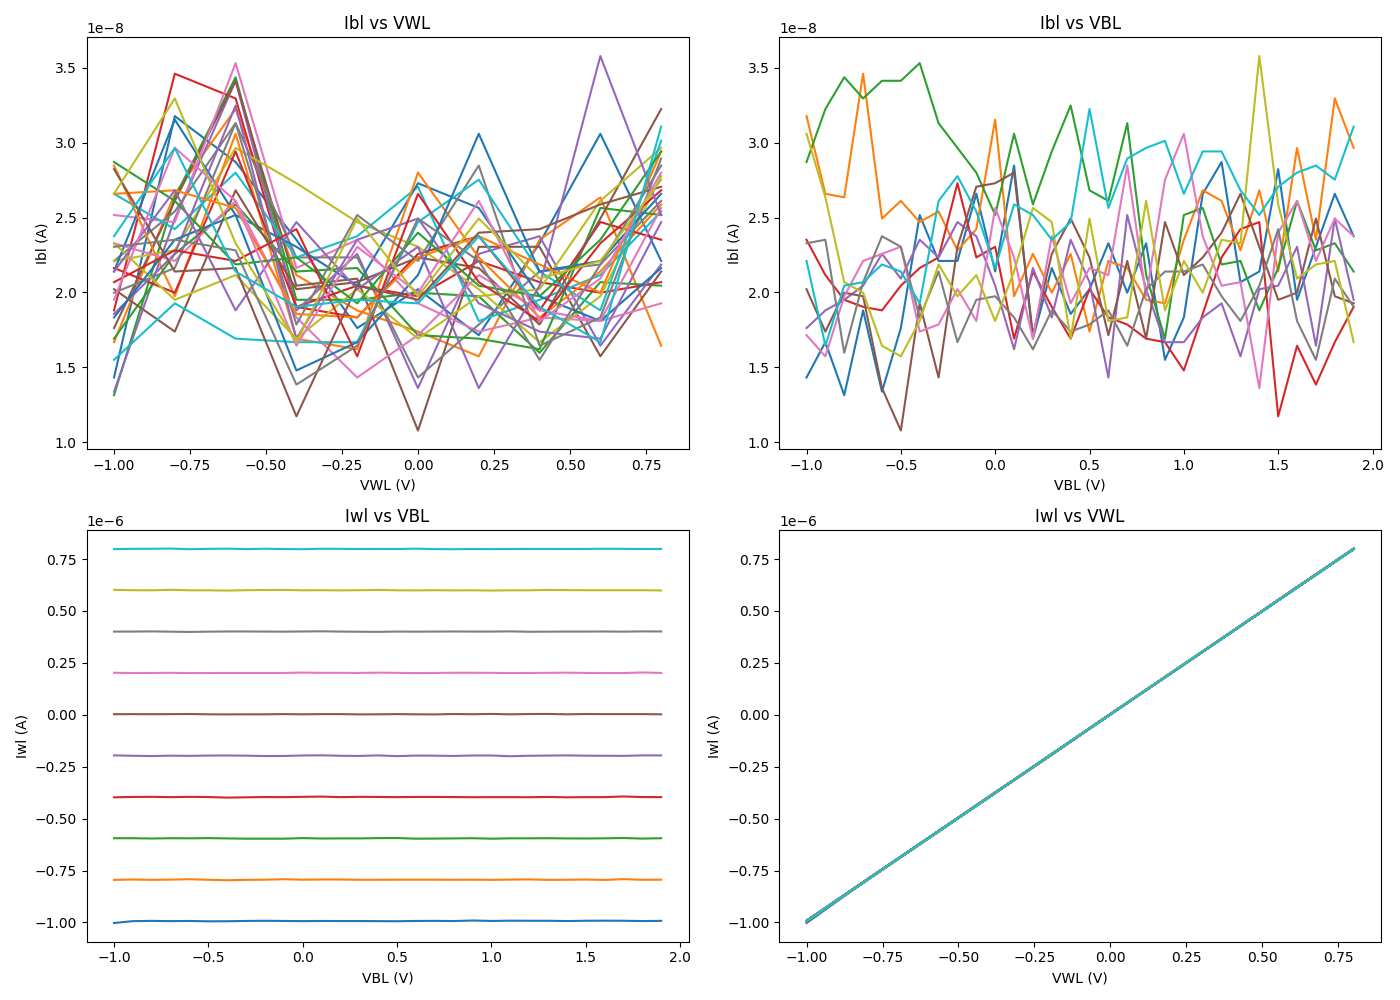 Ibl vs VWL
1e−8
3.5
3.0
2.5
2.0
1.5
1.0
Ibl (A)
−1.00 −0.75 −0.50 −0.25 0.00 0.25 0.50 0.75
VWL (V)
Ibl vs VBL
1e−8
3.5
3.0
2.5
2.0
1.5
1.0
Ibl (A)
−1.0 −0.5 0.0 0.5 1.0 1.5 2.0
VBL (V)
Iwl vs VBL
1e−6
0.75
0.50
0.25
0.00
−0.25
−0.50
−0.75
−1.00
Iwl (A)
−1.0 −0.5 0.0 0.5 1.0 1.5 2.0
VBL (V)
Iwl vs VWL
1e−6
0.75
0.50
0.25
0.00
−0.25
−0.50
−0.75
−1.00
Iwl (A)
−1.00 −0.75 −0.50 −0.25 0.00 0.25 0.50 0.75
VWL (V)